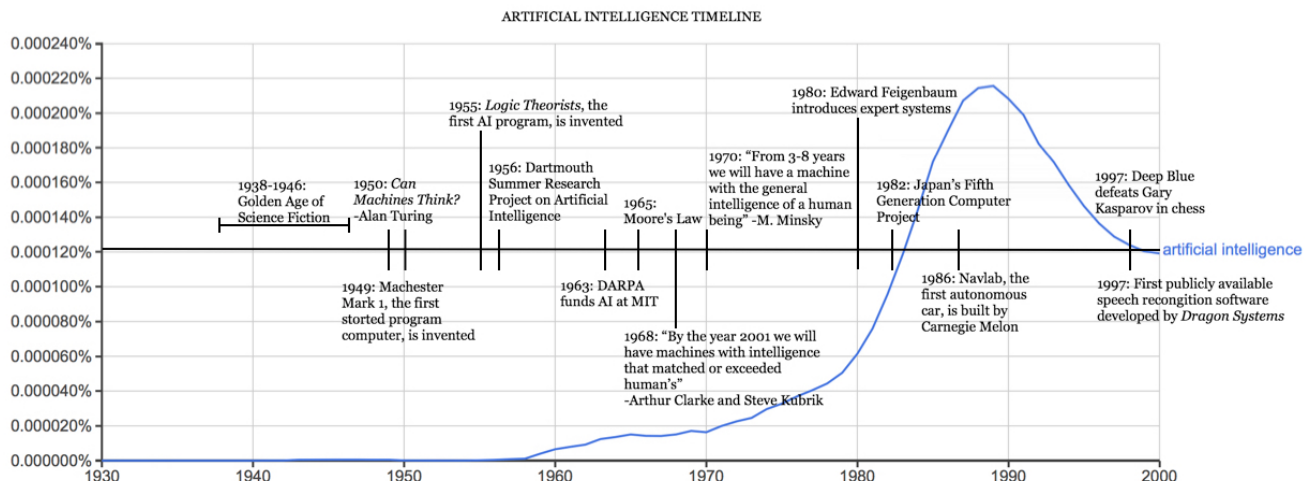 ARTIFICIAL INTELLIGENCE TIMELINE
0.000240%
0.000220%
0.000200%
0.000180%
0.000160%
0.000140%
0.000120%
0.000100%
0.000080%
0.000060%
0.000040%
0.000020%
0.000000%
1938-1946:
Golden Age of
Science Fiction
1950: Can
Machines Think?
-Alan Turing
1949: Machester
Mark 1, the first
storted program
computer, is invented
1955: Logic Theorists, the
first AI program, is invented
1956: Dartmouth
Summer Research
Project on Artificial
Intelligence
1963: DARPA
funds AI at MIT
1965:
Moore's Law
1968: “By the year 2001 we will
have machines with intelligence
that matched or exceeded
human's”
-Arthur Clarke and Steve Kubrik
1970: “From 3-8 years
we will have a machine
with the general
intelligence of a human
being” -M. Minsky
1980: Edward Feigenbaum
introduces expert systems
1982: Japan's Fifth
Generation Computer
Project
1986: Navlab, the
first autonomous
car, is built by
Carnegie Melon
1997: Deep Blue
defeats Gary
Kasparov in chess
artificial intelligence
1997: First publicly available
speech recongition software
developed by Dragon Systems
1930
1940
1950
1960
1970
1980
1990
2000